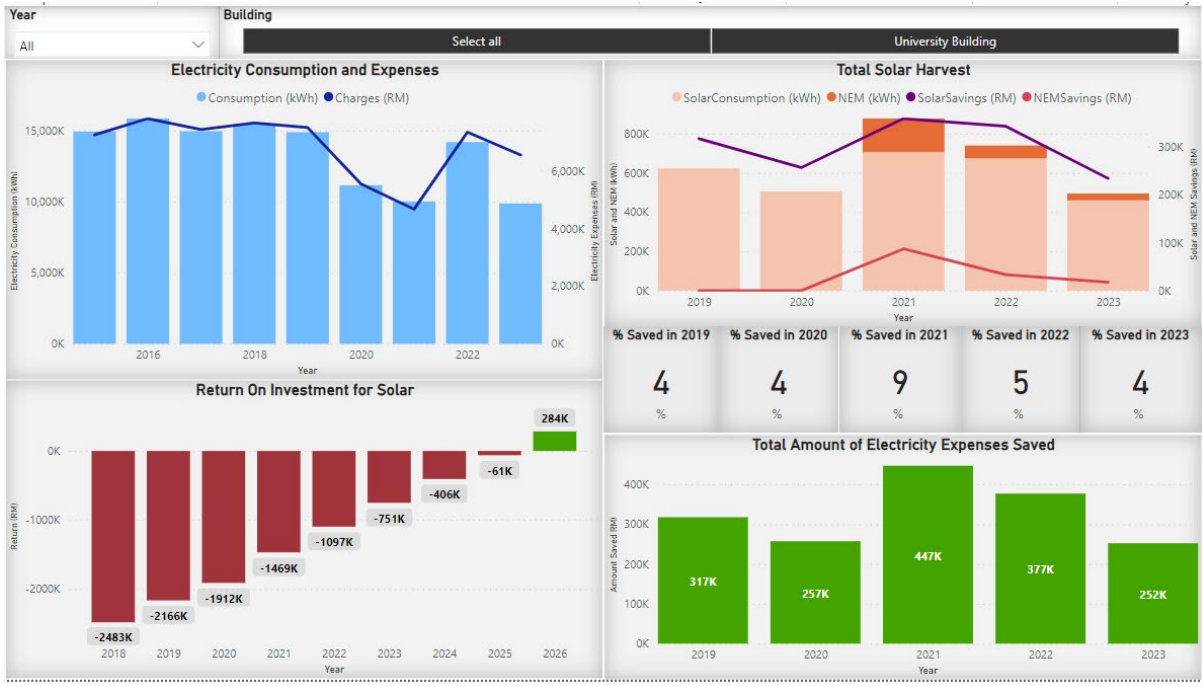 Year
All
Building
Select all
University Building
Electricity Consumption and Expenses
Consumption (kWh) Charges (RM)
15,000K
10,000K
5,000K
0K
Electricity Consumption (kWh)
6,000K
4,000K
2,000K
0K
Electricity Expenses (RM)
2016 2018 2020 2022
Year
Total Solar Harvest
SolarConsumption (kWh) NEM (kWh) SolarSavings (RM) NEMSavings (RM)
800K
600K
400K
200K
0K
Solar and NEM (kWh)
300K
200K
100K
0K
Solar and NEM Savings (RM)
2019 2020 2021 2022 2023
Year
% Saved in 2019
4
%
% Saved in 2020
4
%
% Saved in 2021
9
%
% Saved in 2022
5
%
% Saved in 2023
4
%
Return On Investment for Solar
0K
-1000K
-2000K
Return (RM)
-2483K
-2166K
-1912K
-1469K
-1097K
-751K
-406K
-61K
284K
2018 2019 2020 2021 2022 2023 2024 2025 2026
Year
Total Amount of Electricity Expenses Saved
400K
300K
200K
100K
0K
Amount Saved RM)
317K
257K
447K
377K
252K
2019 2020 2021 2022 2023
Year